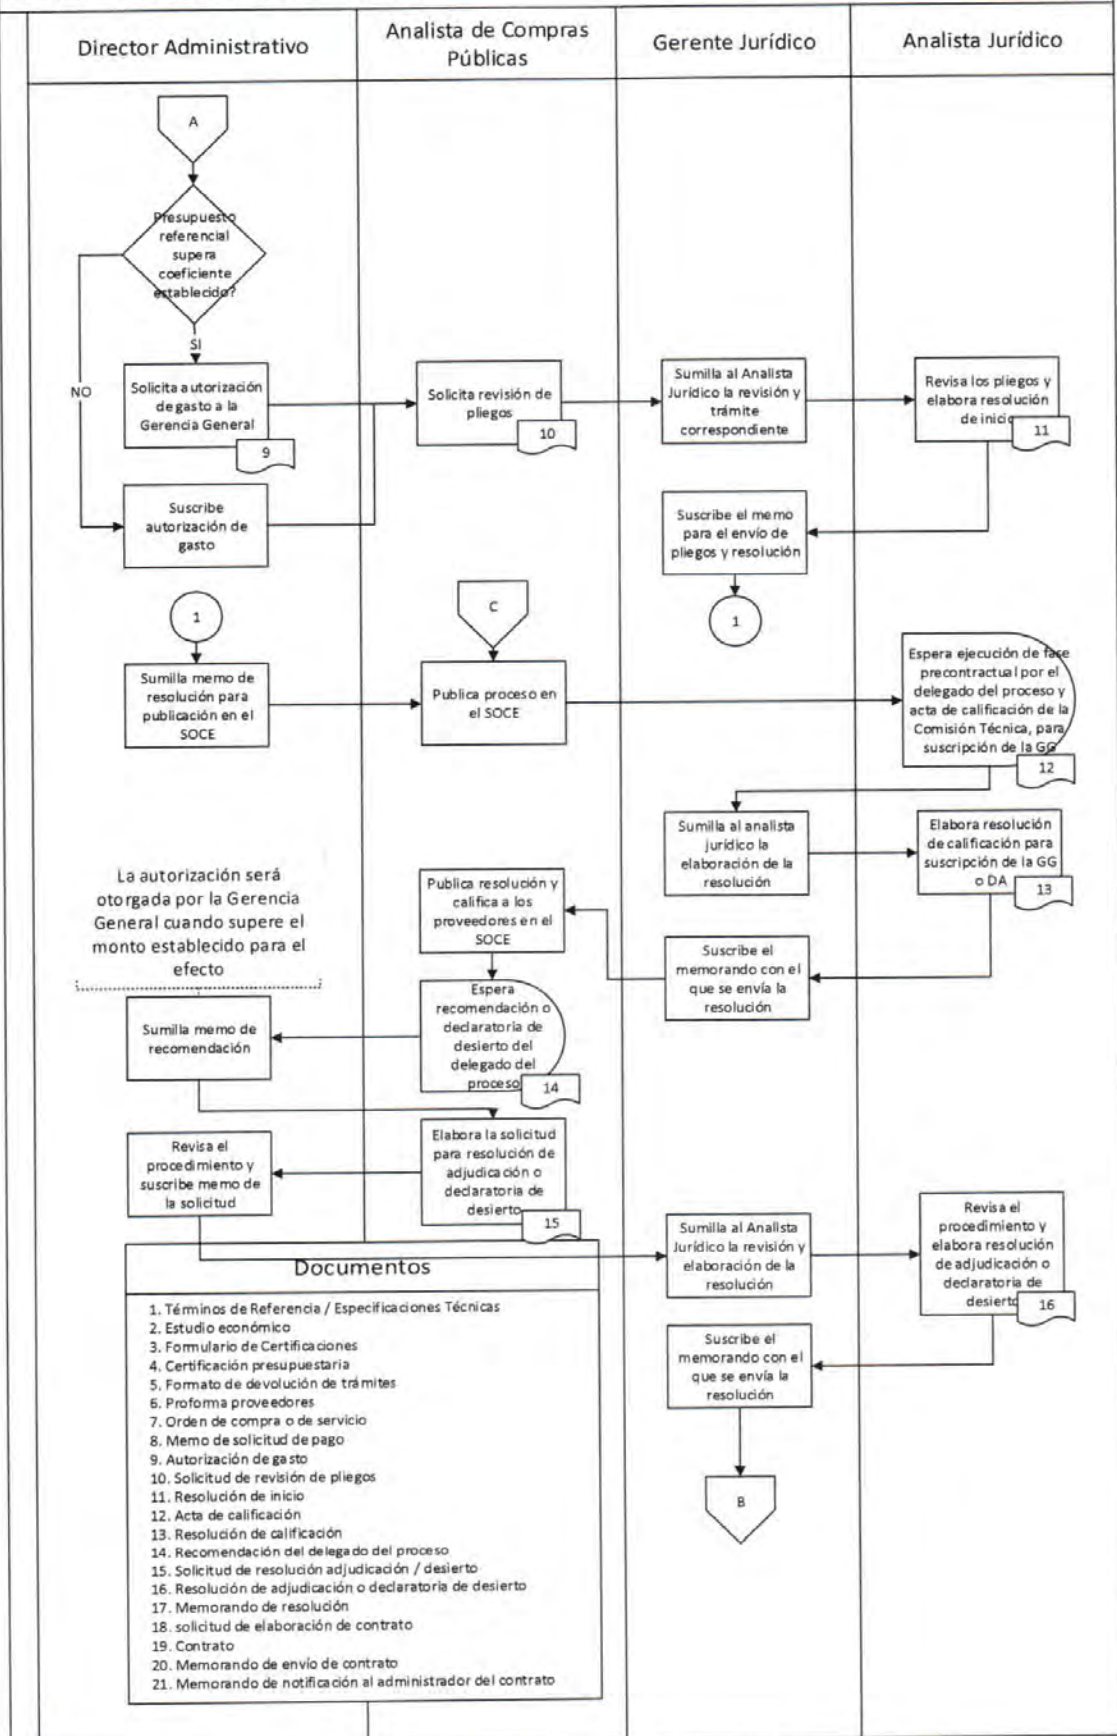 Director Administrativo
Analista de Compras
Públicas
Gerente Jurídico
Analista Jurídico
A
Presupuesto
referencial
supera
coeficiente
establecido?
SI
NO
Solicita autorización
de gasto a la
Gerencia General
9
Solicita revisión de
pliegos
10
Sumilla al Analista
Jurídico la revisión y
trámite
correspondiente
Revisa los pliegos y
elabora resolución
de inicio
11
Suscribe
autorización de
gasto
Suscribe el memo
para el envío de
pliegos y resolución
1
1
C
Sumilla memo de
resolución para
publicación en el
SOCE
Publica proceso en
el SOCE
Espera ejecución de fase
precontractual por el
delegado del proceso y
acta de calificación de la
Comisión Técnica, para
suscripción de la GG
12
Sumilla al analista
jurídico la
elaboración de la
resolución
Elabora resolución
de calificación para
suscripción de la GG
o DA
13
La autorización será
otorgada por la Gerencia
General cuando supere el
monto establecido para el
efecto
Publica resolución y
califica a los
proveedores en el
SOCE
Suscribe el
memorando con el
que se envía la
resolución
Espera
recomendación o
declaratoria de
desierto del
delegado del
proceso
14
Sumilla memo de
recomendación
Elabora la solicitud
para resolución de
adjudicación o
declaratoria de
desierto
15
Revisa el
procedimiento y
suscribe memo de
la solicitud
Sumilla al Analista
Jurídico la revisión y
elaboración de la
resolución
Revisa el
procedimiento y
elabora resolución
de adjudicación o
declaratoria de
desierto
16
Suscribe el
memorando con el
que se envía la
resolución
B
Documentos
1. Términos de Referencia / Especificaciones Técnicas
2. Estudio económico
3. Formulario de Certificaciones
4. Certificación presupuestaria
5. Formato de devolución de trámites
6. Proforma proveedores
7. Orden de compra o de servicio
8. Memo de solicitud de pago
9. Autorización de gasto
10. Solicitud de revisión de pliegos
11. Resolución de inicio
12. Acta de calificación
13. Resolución de calificación
14. Recomendación del delegado del proceso
15. Solicitud de resolución adjudicación / desierto
16. Resolución de adjudicación o declaratoria de desierto
17. Memorando de resolución
18. solicitud de elaboración de contrato
19. Contrato
20. Memorando de envío de contrato
21. Memorando de notificación al administrador del contrato